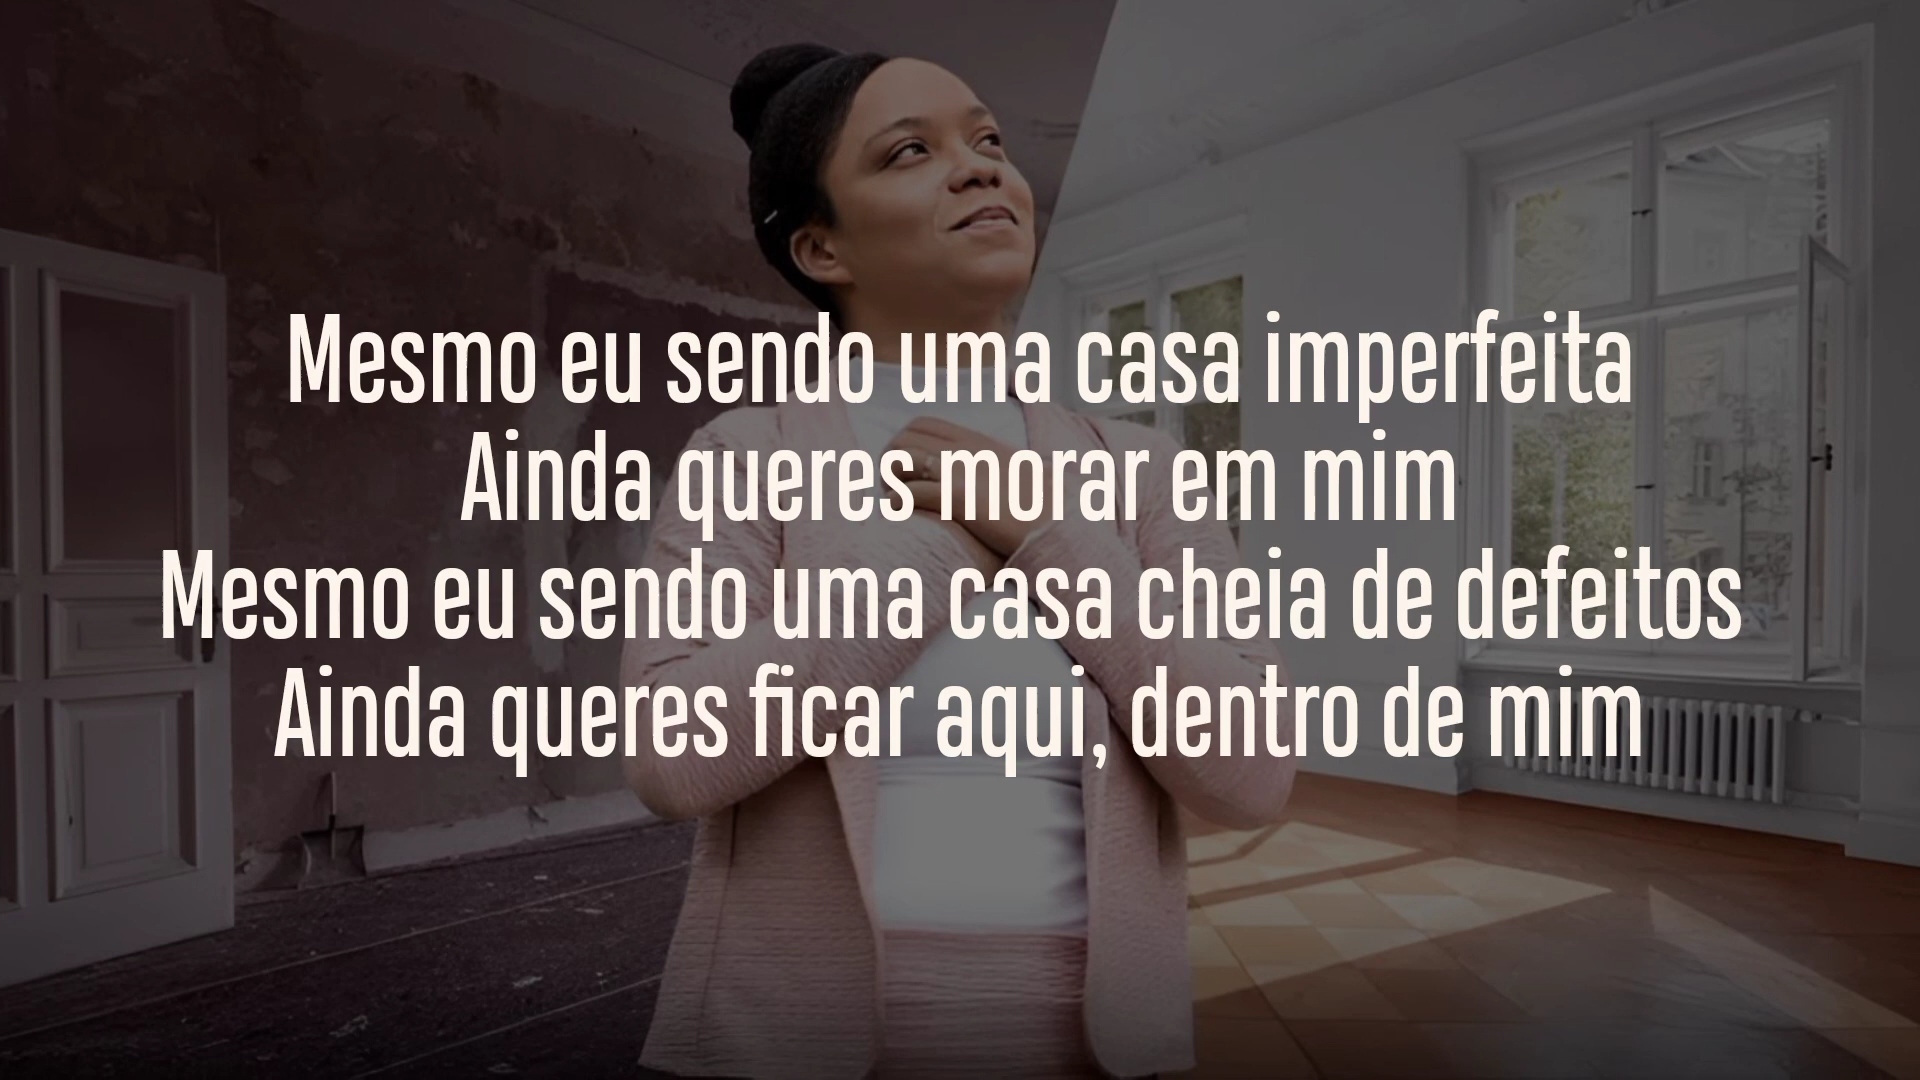 Mesmo eu sendo uma casa imperfeita
Ainda queres morar em mim
Mesmo eu sendo uma casa cheia de defeitos
Ainda queres ficar aqui, dentro de mim